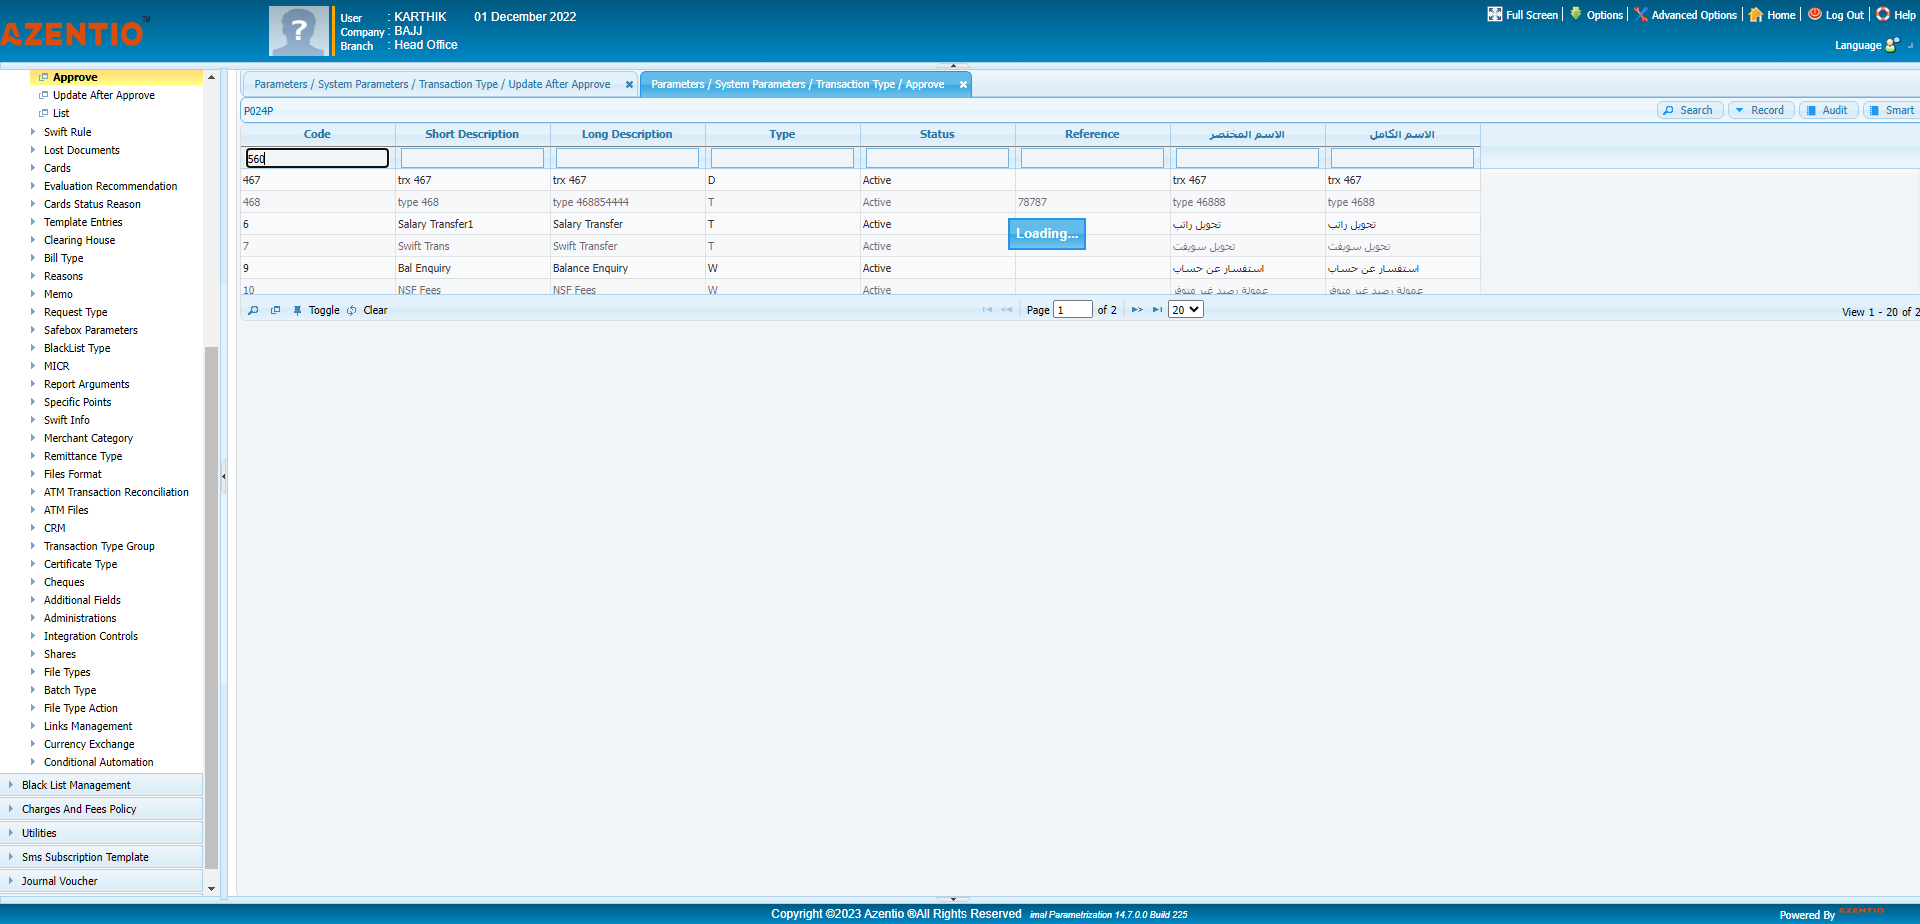 AZENTIO™
User : KARTHIK 01 December 2022
Company : BAJJ
Branch : Head Office
Full Screen Options Advanced Options Home Log Out Help
Language
Approve
Update After Approve
List
Swift Rule
Lost Documents
Cards
Evaluation Recommendation
Cards Status Reason
Template Entries
Clearing House
Bill Type
Reasons
Memo
Request Type
Safebox Parameters
BlackList Type
MICR
Report Arguments
Specific Points
Swift Info
Merchant Category
Remittance Type
Files Format
ATM Transaction Reconciliation
ATM Files
CRM
Transaction Type Group
Certificate Type
Cheques
Additional Fields
Administrations
Integration Controls
Shares
File Types
Batch Type
File Type Action
Links Management
Currency Exchange
Conditional Automation
Black List Management
Charges And Fees Policy
Utilities
Sms Subscription Template
Journal Voucher
Parameters / System Parameters / Transaction Type / Update After Approve
Parameters / System Parameters / Transaction Type / Approve
P024P
Search Record Audit Smart
Code Short Description Long Description Type Status Reference الاسم المختصر الاسم الكامل
560
467 trx 467 trx 467 D Active trx 467 trx 467
468 type 468 type 468854444 T Active 78787 type 46888 type 4688
6 Salary Transfer1 Salary Transfer T Active تحويل راتب تحويل راتب
7 Swift Trans Swift Transfer T Active تحويل سويفت تحويل سويفت
9 Bal Enquiry Balance Enquiry W Active استفسار عن حساب استفسار عن حساب
10 NSF Fees NSF Fees W Active عمولة رصيد غير متوفر عمولة رصيد غير متوفر
Loading...
Toggle Clear
Page 1 of 2
20
View 1 - 20 of 2
Copyright ©2023 Azentio ®All Rights Reserved imal Parametrization 14.7.0.0 Build 225
Powered By AZENTIO